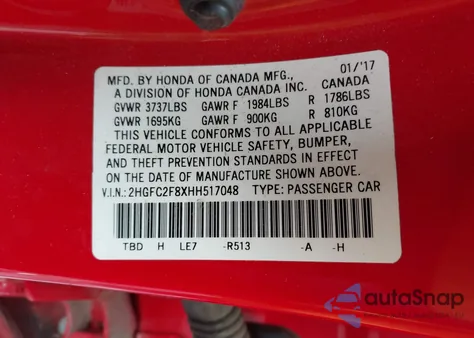 MFD. BY HONDA OF CANADA MFG., 01/'17
A DIVISION OF HONDA CANADA INC. CANADA
GVWR 3737LBS GAWR F 1984LBS R 1786LBS
GVWR 1695KG GAWR F 900KG R 810KG
THIS VEHICLE CONFORMS TO ALL APPLICABLE
FEDERAL MOTOR VEHICLE SAFETY, BUMPER,
AND THEFT PREVENTION STANDARDS IN EFFECT
ON THE DATE OF MANUFACTURE SHOWN ABOVE.
V.I.N.: 2HGFC2F8XHH517048 TYPE: PASSENGER CAR
TBD H LE7 -R513 -A -H
autoSnap